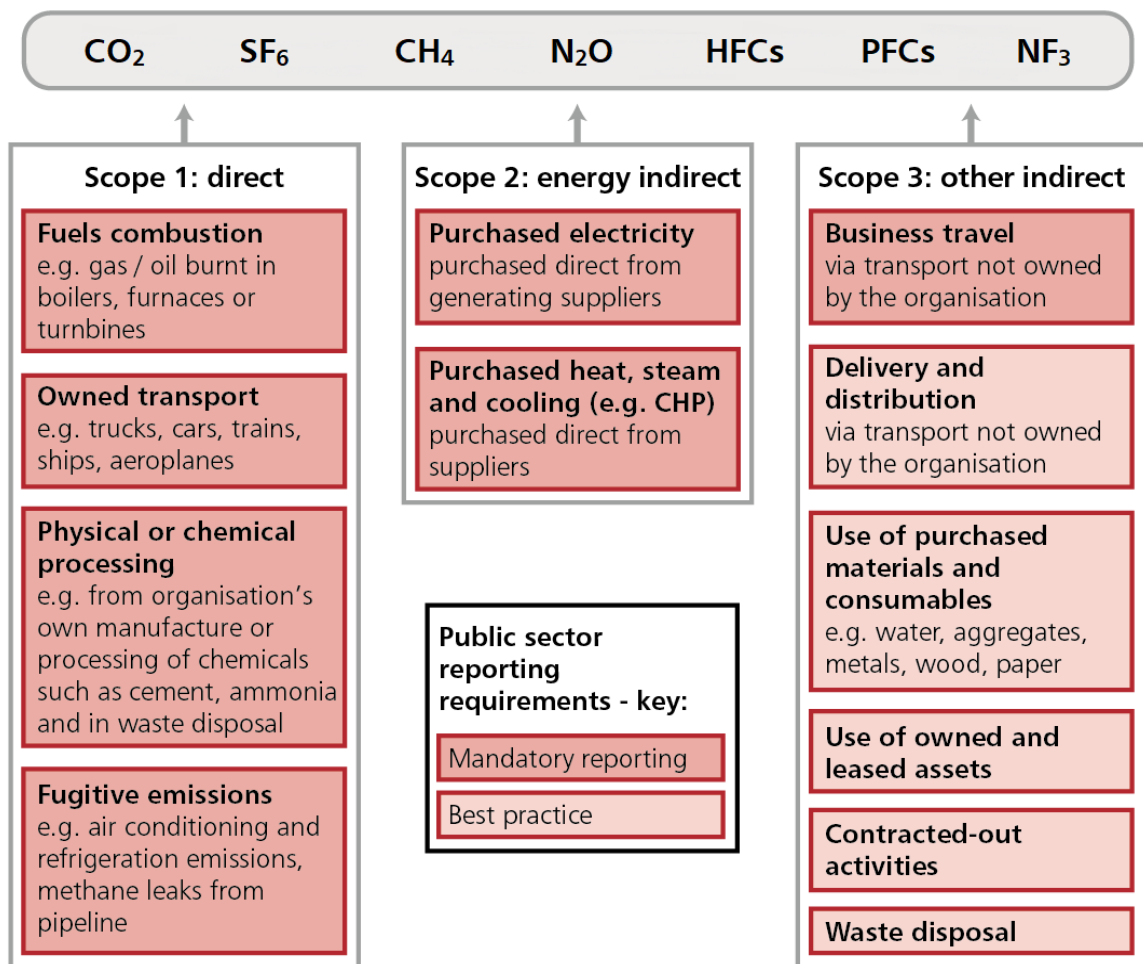 CO₂ SF₆ CH₄ N₂O HFCs PFCs NF₃
Scope 1: direct
Fuels combustion
e.g. gas / oil burnt in
boilers, furnaces or
turnbines
Owned transport
e.g. trucks, cars, trains,
ships, aeroplanes
Physical or chemical
processing
e.g. from organisation’s
own manufacture or
processing of chemicals
such as cement, ammonia
and in waste disposal
Fugitive emissions
e.g. air conditioning and
refrigeration emissions,
methane leaks from
pipeline
Scope 2: energy indirect
Purchased electricity
purchased direct from
generating suppliers
Purchased heat, steam
and cooling (e.g. CHP)
purchased direct from
suppliers
Public sector
reporting
requirements - key:
Mandatory reporting
Best practice
Scope 3: other indirect
Business travel
via transport not owned
by the organisation
Delivery and
distribution
via transport not owned
by the organisation
Use of purchased
materials and
consumables
e.g. water, aggregates,
metals, wood, paper
Use of owned and
leased assets
Contracted-out
activities
Waste disposal